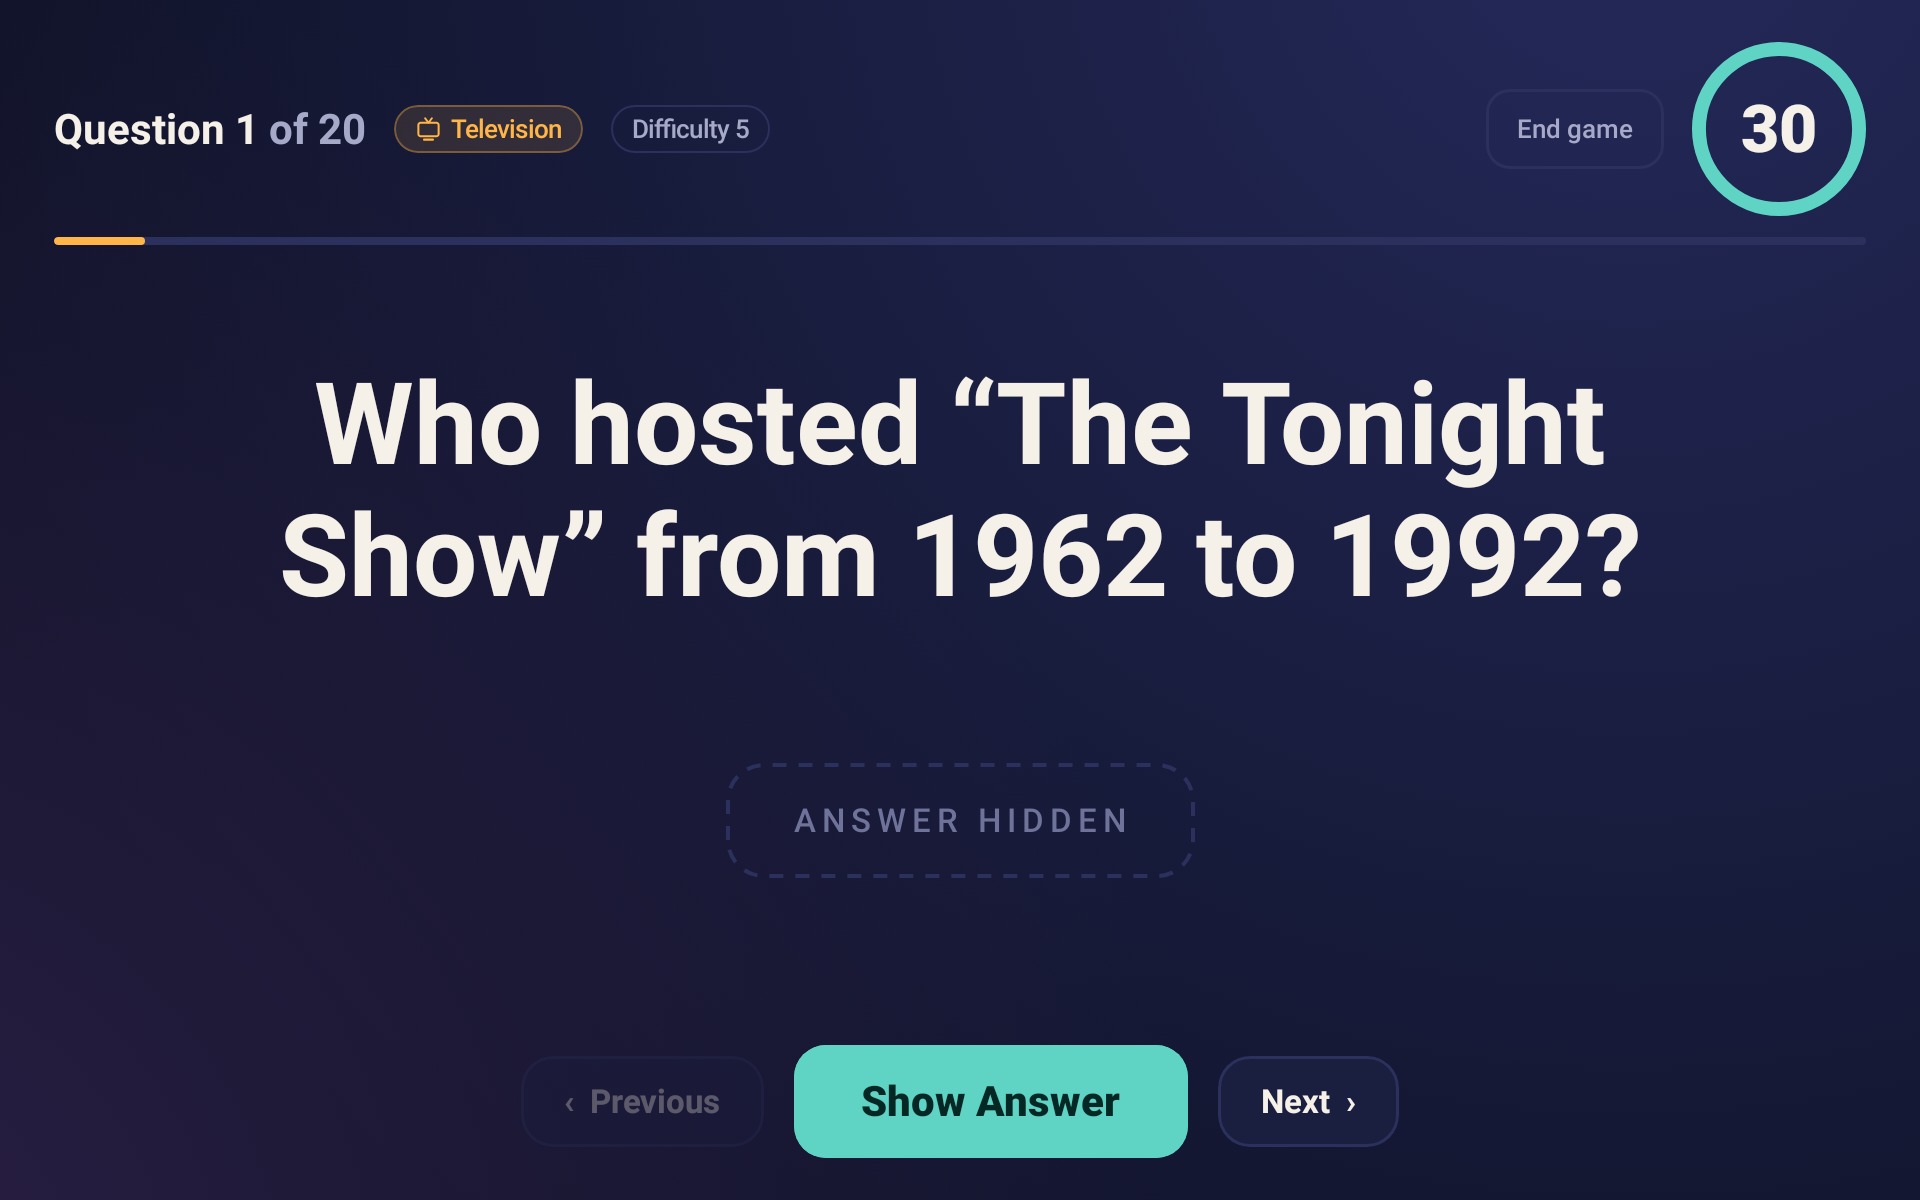 Question 1 of 20
Television
Difficulty 5
End game
30
Who hosted “The Tonight
Show” from 1962 to 1992?
ANSWER HIDDEN
‹ Previous
Show Answer
Next ›